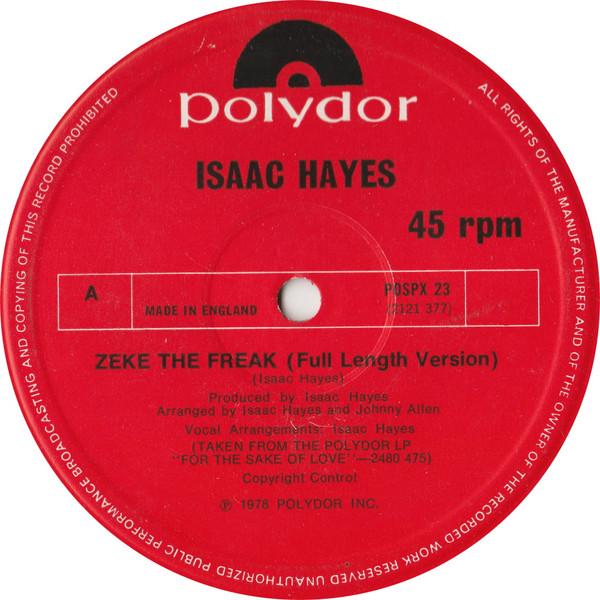 polydor
ISAAC HAYES
45 rpm
A
MADE IN ENGLAND
POSPX 23
(2121 377)
ZEKE THE FREAK (Full Length Version)
(Isaac Hayes)
Produced by Isaac Hayes
Arranged by Isaac Hayes and Johnny Allen
Vocal Arrangements: Isaac Hayes
(TAKEN FROM THE POLYDOR LP
"FOR THE SAKE OF LOVE"—2480 475)
Copyright Control
℗ 1978 POLYDOR INC.
ALL RIGHTS OF THE MANUFACTURER AND OF THE OWNER OF THE RECORDED WORK RESERVED UNAUTHORIZED PUBLIC PERFORMANCE BROADCASTING AND COPYING OF THIS RECORD PROHIBITED